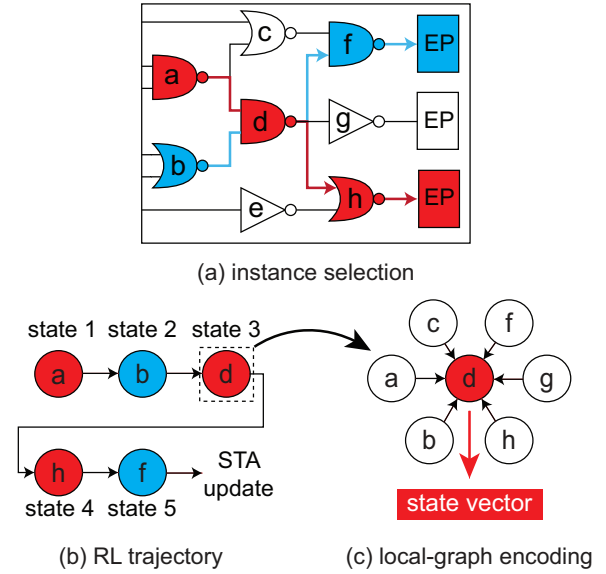 c
f
EP
a
d
g
EP
b
e
h
EP
(a) instance selection
state 1 state 2 state 3
a
b
d
h
f
STA
update
state 4 state 5
(b) RL trajectory
c
f
a
d
g
b
h
state vector
(c) local-graph encoding